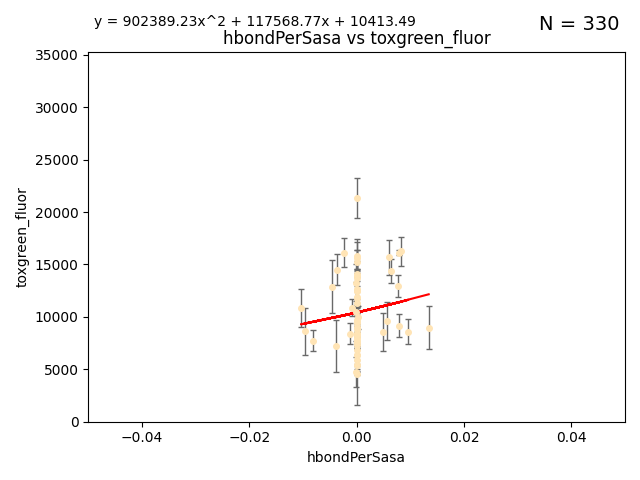 y = 902389.23x^2 + 117568.77x + 10413.49
N = 330
hbondPerSasa vs toxgreen_fluor
35000
30000
25000
20000
15000
10000
5000
0
toxgreen_fluor
−0.04 −0.02 0.00 0.02 0.04
hbondPerSasa